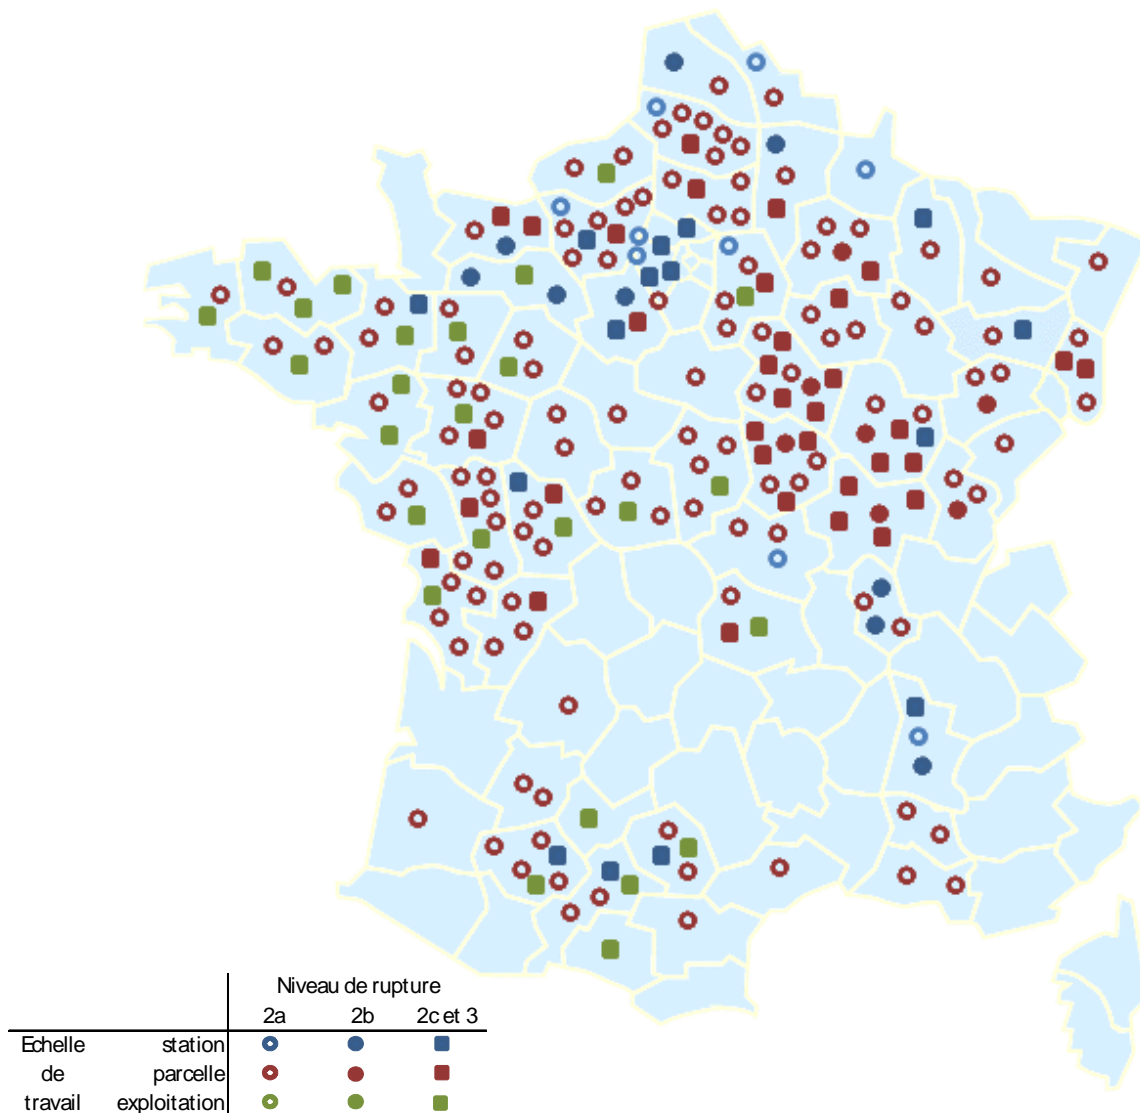 Niveau de rupture
2a 2b 2c et 3
Echelle station
de parcelle
travail exploitation